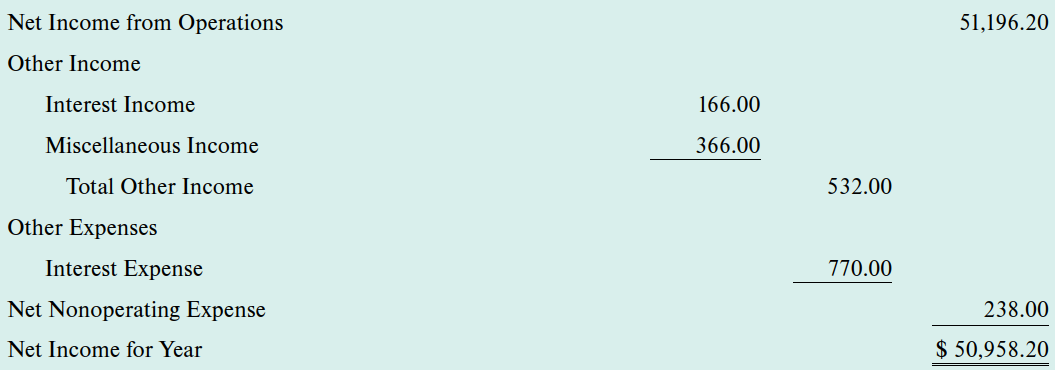 Net Income from Operations 51,196.20
Other Income
Interest Income 166.00
Miscellaneous Income 366.00
Total Other Income 532.00
Other Expenses
Interest Expense 770.00
Net Nonoperating Expense 238.00
Net Income for Year $ 50,958.20